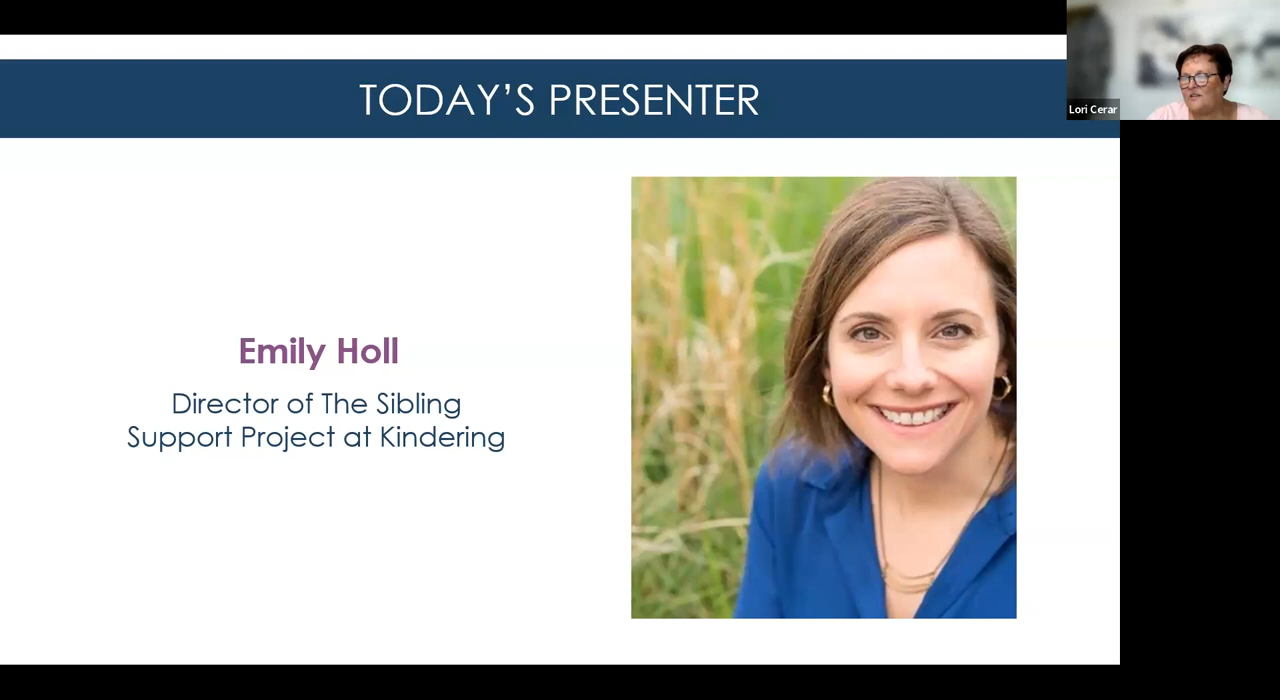 TODAY’S PRESENTER
Lori Cerar
Emily Holl
Director of The Sibling
Support Project at Kindering